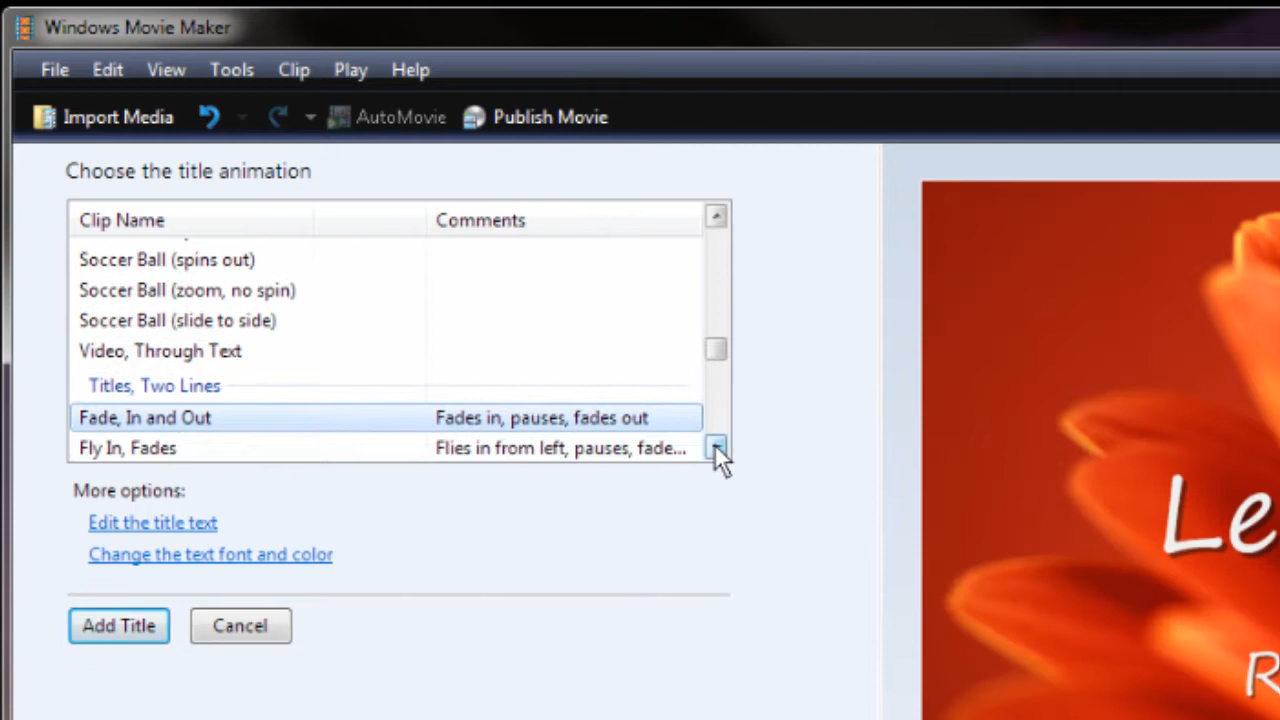 Windows Movie Maker
File Edit View Tools Clip Play Help
Import Media AutoMovie Publish Movie
Choose the title animation
Clip Name Comments
Soccer Ball (spins out)
Soccer Ball (zoom, no spin)
Soccer Ball (slide to side)
Video, Through Text
Titles, Two Lines
Fade, In and Out Fades in, pauses, fades out
Fly In, Fades Flies in from left, pauses, fade...
More options:
Edit the title text
Change the text font and color
Add Title Cancel
Le
R